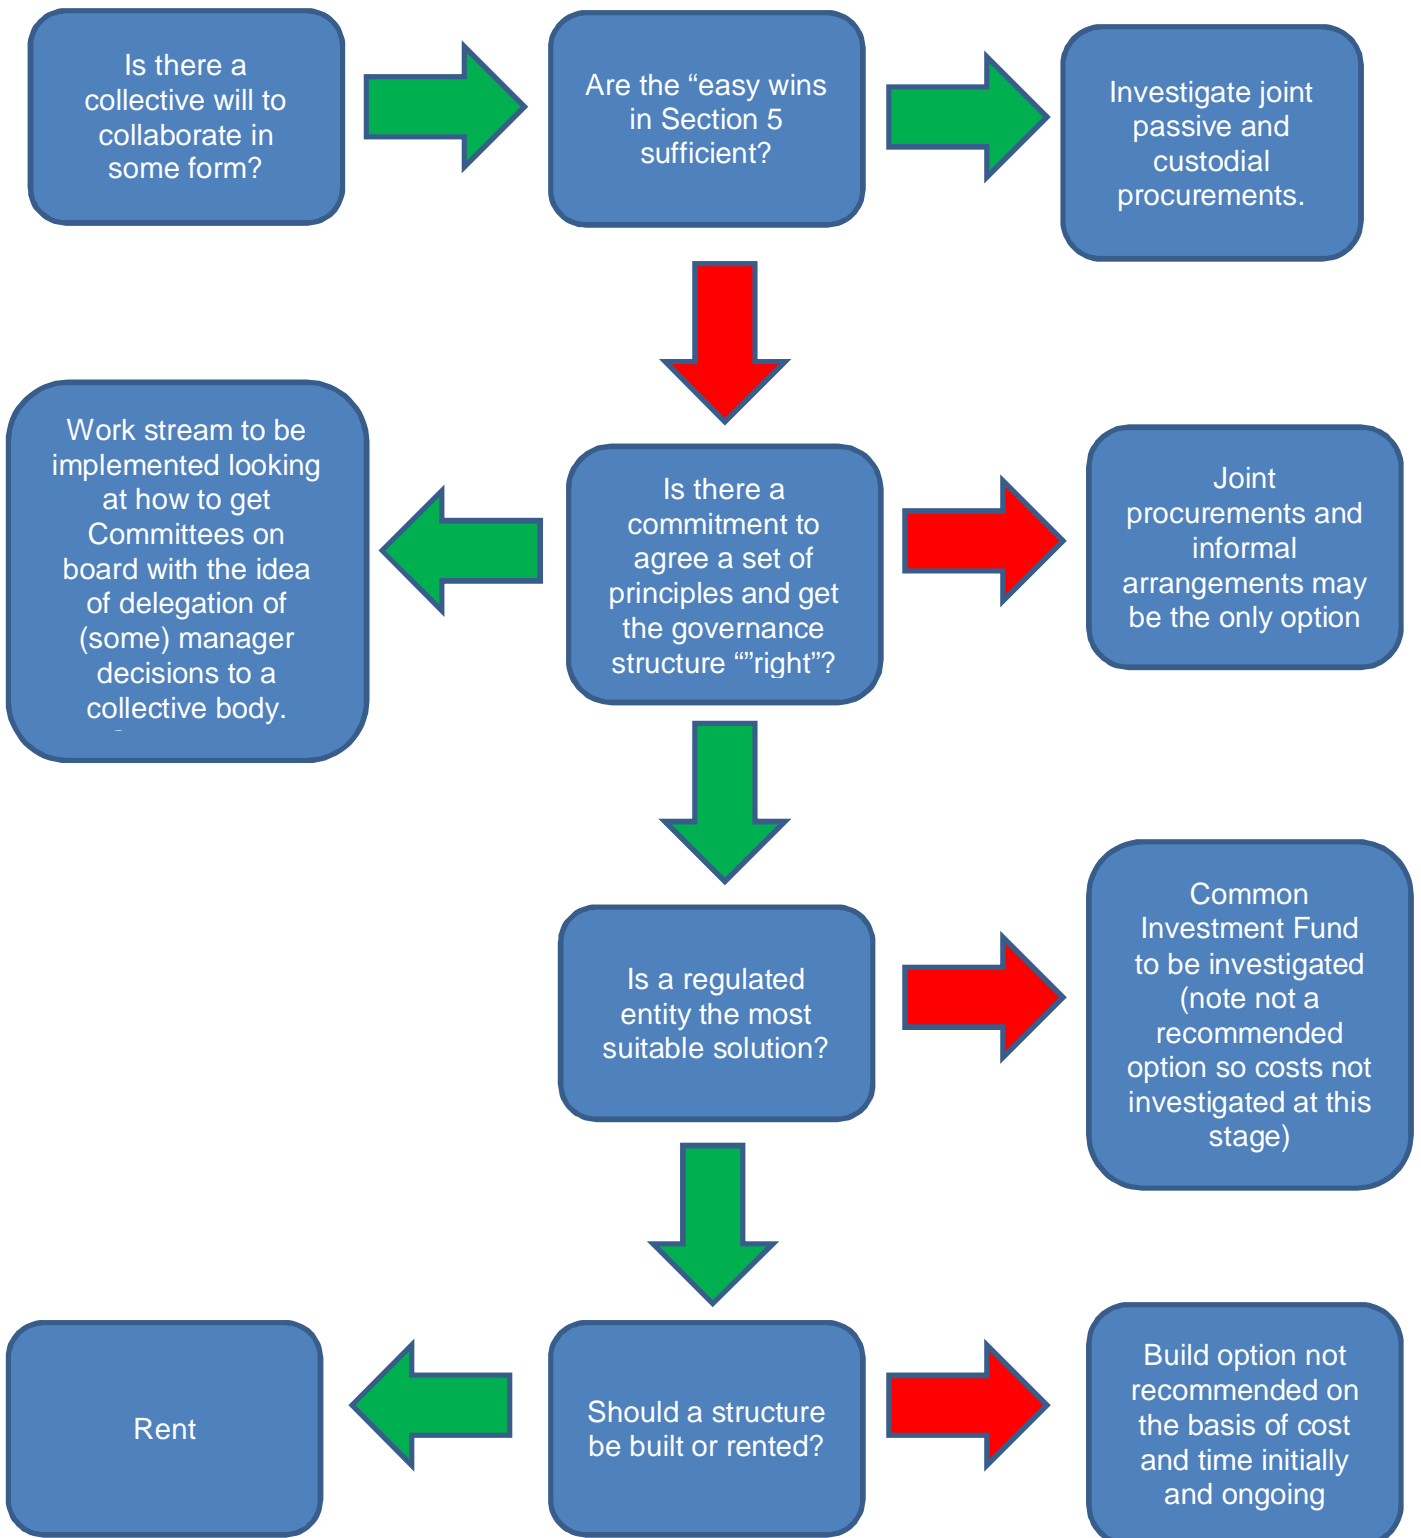 Is there a
collective will to
collaborate in
some form?
Are the “easy wins
in Section 5
sufficient?
Investigate joint
passive and
custodial
procurements.
Work stream to be
implemented looking
at how to get
Committees on
board with the idea
of delegation of
(some) manager
decisions to a
collective body.
Is there a
commitment to
agree a set of
principles and get
the governance
structure “”right”?
Joint
procurements and
informal
arrangements may
be the only option
Is a regulated
entity the most
suitable solution?
Common
Investment Fund
to be investigated
(note not a
recommended
option so costs not
investigated at this
stage)
Rent
Should a structure
be built or rented?
Build option not
recommended on
the basis of cost
and time initially
and ongoing